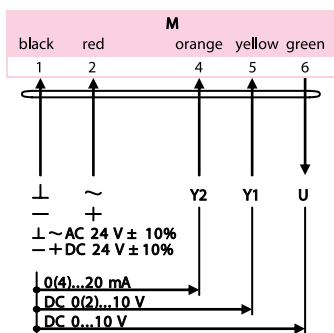 M
black red orange yellow green
1 2 4 5 6
⊥ ~ Y2 Y1 U
− +
⊥ ~ AC 24 V ± 10%
− + DC 24 V ± 10%
0(4)...20 mA
DC 0(2)...10 V
DC 0...10 V